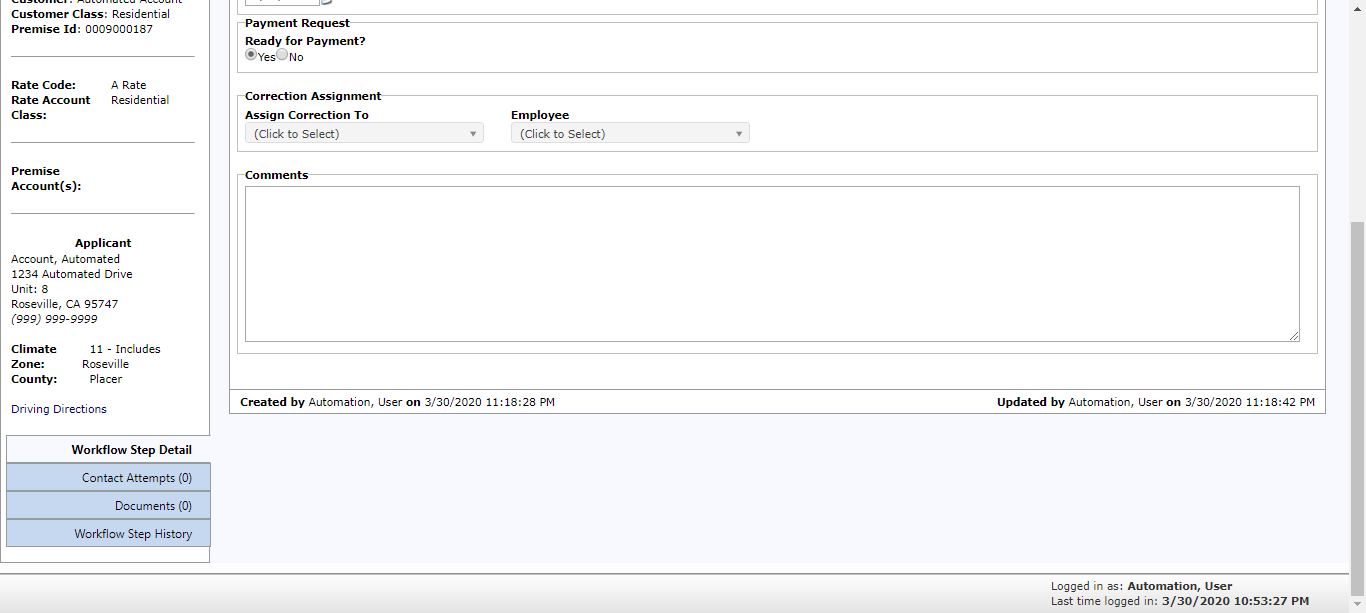 Customer: Automated Account
Customer Class: Residential
Premise Id: 0009000187
Rate Code: A Rate
Rate Account Class: Residential
Premise
Account(s):
Applicant
Account, Automated
1234 Automated Drive
Unit: 8
Roseville, CA 95747
(999) 999-9999
Climate Zone: 11 - Includes Roseville
County: Placer
Driving Directions
Workflow Step Detail
Contact Attempts (0)
Documents (0)
Workflow Step History
Payment Request
Ready for Payment?
Yes No
Correction Assignment
Assign Correction To Employee
(Click to Select) (Click to Select)
Comments
Created by Automation, User on 3/30/2020 11:18:28 PM
Updated by Automation, User on 3/30/2020 11:18:42 PM
Logged in as: Automation, User
Last time logged in: 3/30/2020 10:53:27 PM